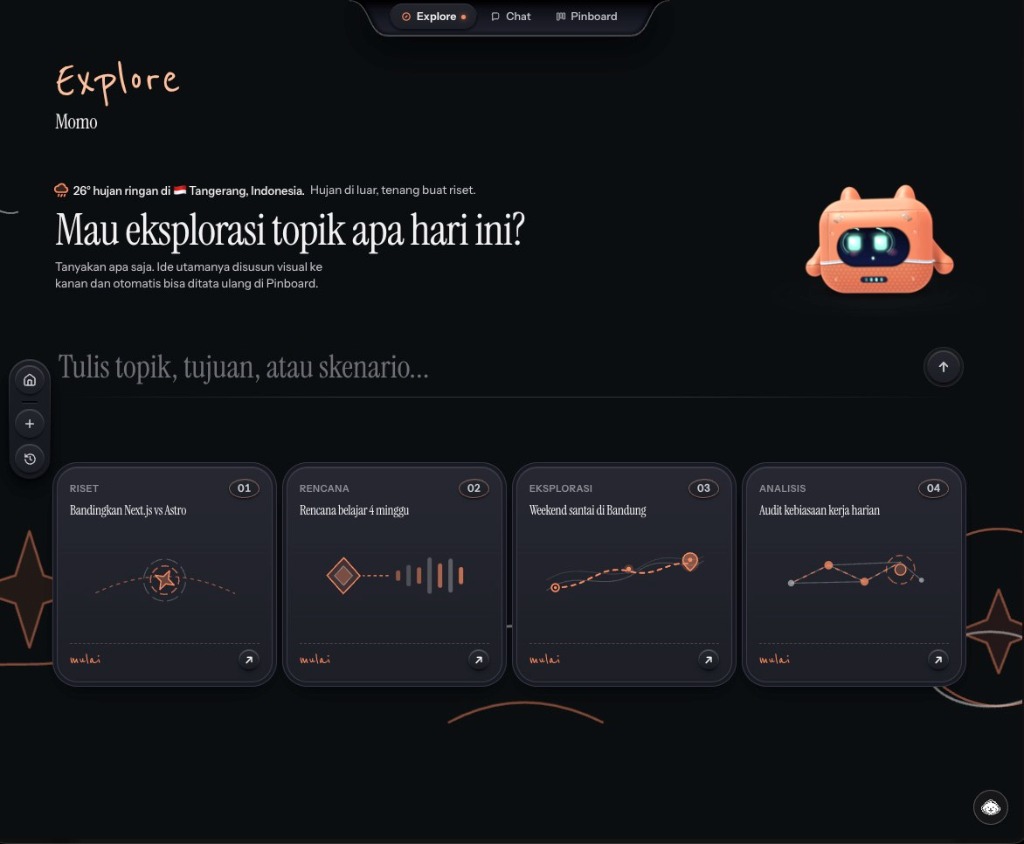 Explore
Chat
Pinboard
Explore
Momo
26° hujan ringan di 🇮🇩 Tangerang, Indonesia. Hujan di luar, tenang buat riset.
Mau eksplorasi topik apa hari ini?
Tanyakan apa saja. Ide utamanya disusun visual ke
kanan dan otomatis bisa ditata ulang di Pinboard.
Tulis topik, tujuan, atau skenario...
RISET
01
Bandingkan Next.js vs Astro
mulai
RENCANA
02
Rencana belajar 4 minggu
mulai
EKSPLORASI
03
Weekend santai di Bandung
mulai
ANALISIS
04
Audit kebiasaan kerja harian
mulai